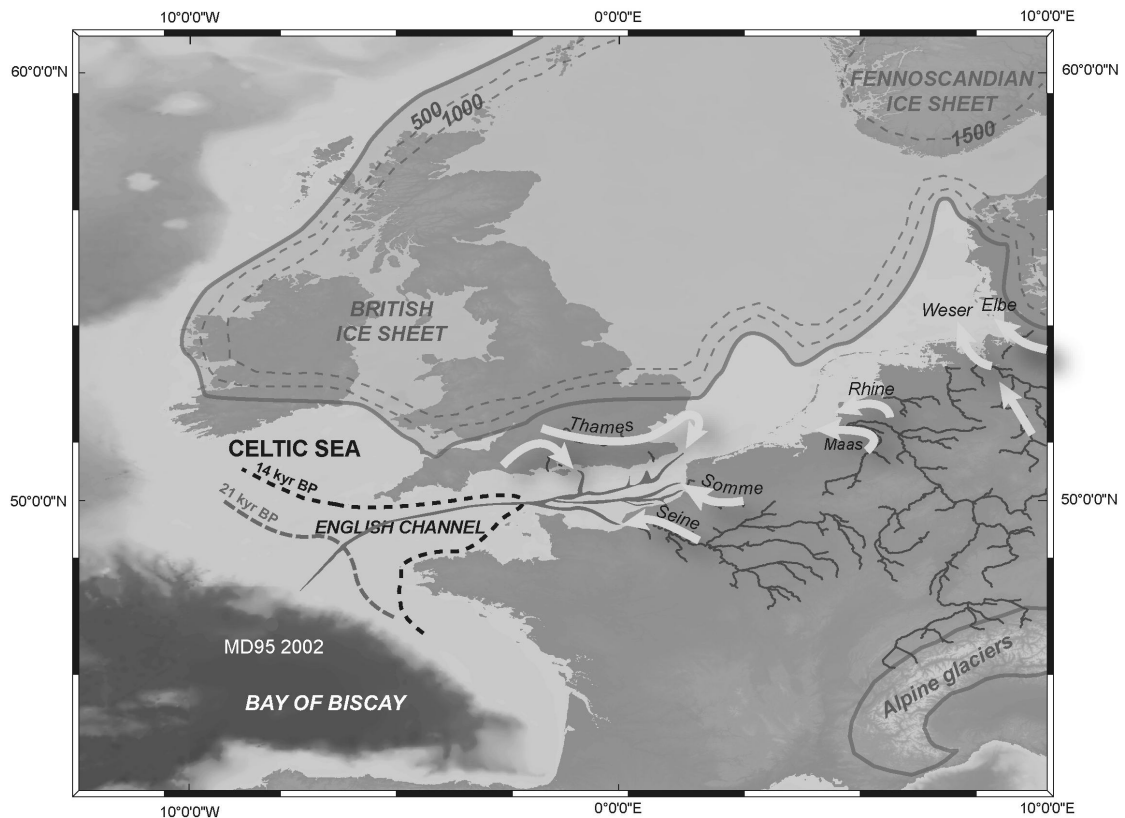 10°0'0"W
0°0'0"E
10°0'0"E
60°0'0"N
60°0'0"N
FENNOSCANDIAN
ICE SHEET
1500
500
1000
BRITISH
ICE SHEET
Weser
Elbe
Rhine
Maas
Thames
CELTIC SEA
14 kyr BP
21 kyr BP
Somme
50°0'0"N
50°0'0"N
ENGLISH CHANNEL
Seine
MD95 2002
BAY OF BISCAY
Alpine glaciers
10°0'0"W
0°0'0"E
10°0'0"E